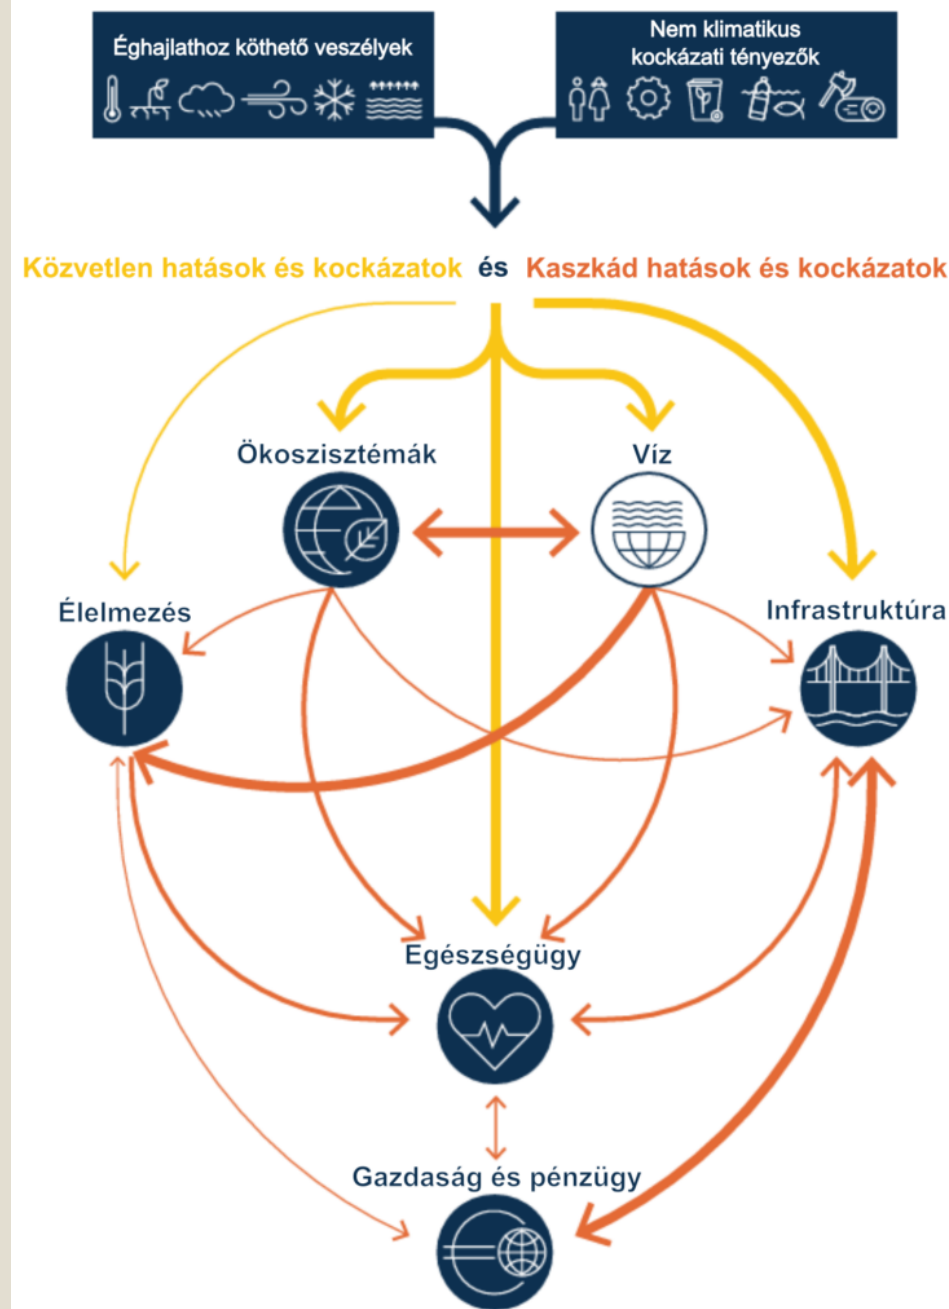 Éghajlathoz köthető veszélyek
Nem klimatikus
kockázati tényezők
Közvetlen hatások és kockázatok és Kaszkád hatások és kockázatok
Ökoszisztémák
Víz
Élelmezés
Infrastruktúra
Egészségügy
Gazdaság és pénzügy